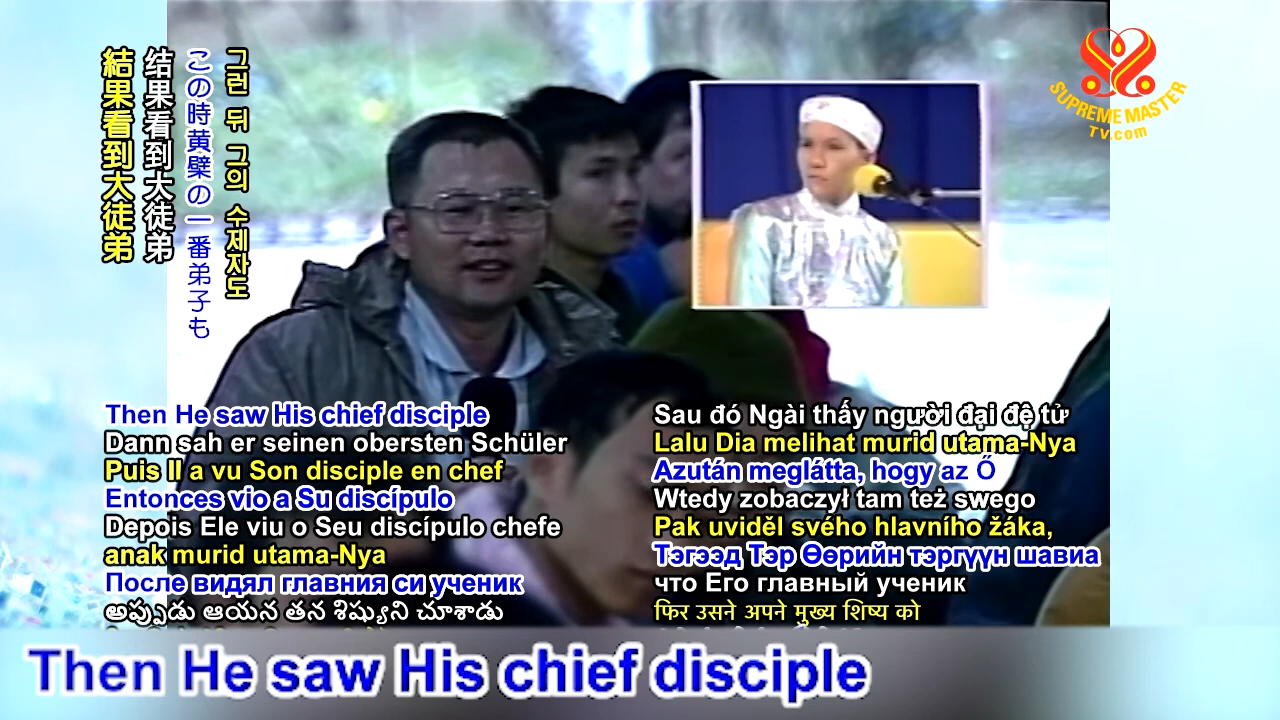 結果看到大徒弟
结果看到大徒弟
この時黄檗の一番弟子も
그런 뒤 그의 수제자도
SUPREME MASTER
TV.com
Then He saw His chief disciple
Dann sah er seinen obersten Schüler
Puis Il a vu Son disciple en chef
Entonces vio a Su discípulo
Depois Ele viu o Seu discípulo chefe
anak murid utama-Nya
После видял главния си ученик
అప్పుడు ఆయన తన శిష్యుని చూశాడు
Sau đó Ngài thấy người đại đệ tử
Lalu Dia melihat murid utama-Nya
Azután meglátta, hogy az Ő
Wtedy zobaczył tam też swego
Pak uviděl svého hlavního žáka,
Тэгээд Тэр Өөрийн тэргүүн шавиа
что Его главный ученик
फिर उसने अपने मुख्य शिष्य को
Then He saw His chief disciple